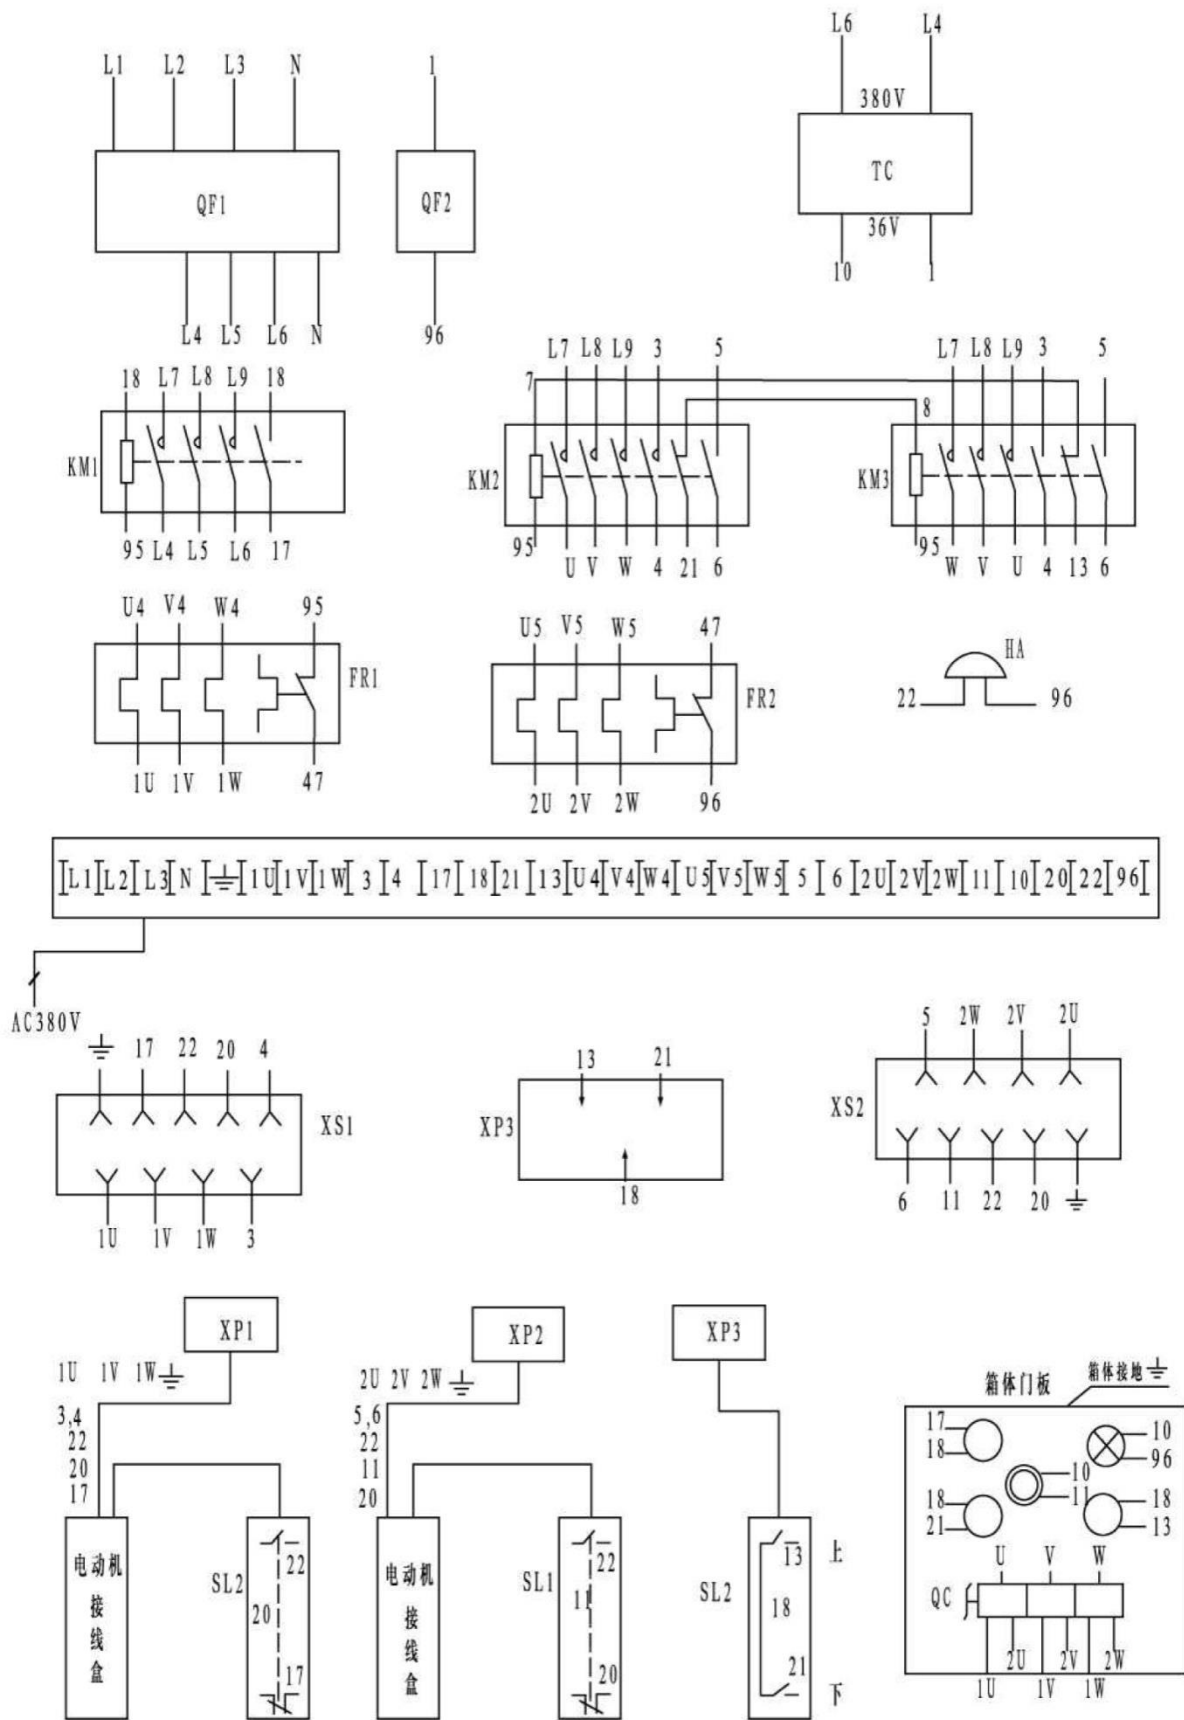 L1 L2 L3 N 1 L6 L4
380V
QF1 QF2 TC
36V
10 1
L4 L5 L6 N 96
18 L7 L8 L9 18 7 L7 L8 L9 3 5 8 L7 L8 L9 3 5
KM1 KM2 KM3
95 L4 L5 L6 17 95 U V W 4 21 6 95 W V U 4 13 6
U4 V4 W4 95 U5 V5 W5 47 HA
FR1 FR2 22 96
1U 1V 1W 47 2U 2V 2W 96
L1 L2 L3 N 1U 1V 1W 3 4 17 18 21 13 U4 V4 W4 U5 V5 W5 5 6 2U 2V 2W 11 10 20 22 96
AC380V
17 22 20 4 13 21 5 2W 2V 2U
XS1 XP3 XS2
1U 1V 1W 3 18 6 11 22 20
XP1 XP2 XP3
1U 1V 1W 2U 2V 2W
3,4 5,6
22 22
20 11
17 20
电动机 接线盒
SL2 22 20 17
电动机 接线盒
SL1 22 11 20
SL2 13 18 21 上 下
箱体门板 箱体接地
17 10
18 96
10
11
18 18
21 13
U V W
QC
2U 2V 2W
1U 1V 1W